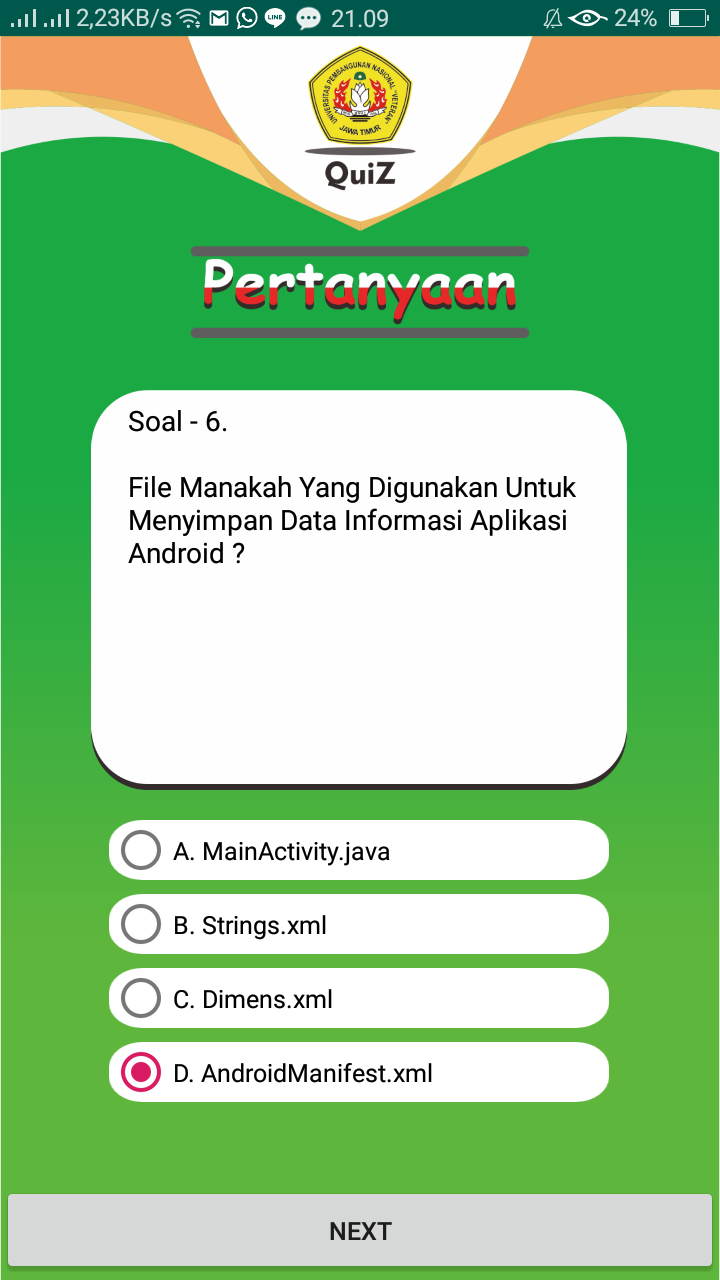 2,23KB/s
LINE
21.09
24%
UNIVERSITAS PEMBANGUNAN NASIONAL "VETERAN"
JAWA TIMUR
QuiZ
Pertanyaan
Soal - 6.
File Manakah Yang Digunakan Untuk
Menyimpan Data Informasi Aplikasi
Android ?
A. MainActivity.java
B. Strings.xml
C. Dimens.xml
D. AndroidManifest.xml
NEXT